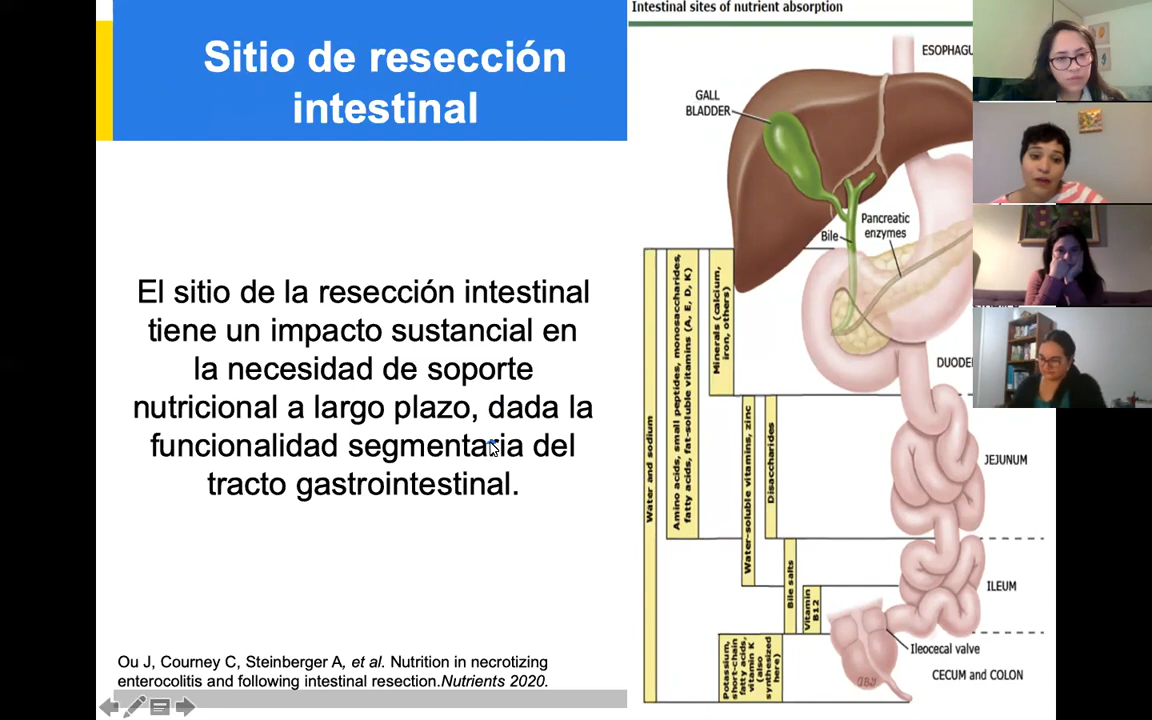 Sitio de resección
intestinal
El sitio de la resección intestinal
tiene un impacto sustancial en
la necesidad de soporte
nutricional a largo plazo, dada la
funcionalidad segmentaria del
tracto gastrointestinal.
Ou J, Courney C, Steinberger A, et al. Nutrition in necrotizing
enterocolitis and following intestinal resection.Nutrients 2020.
Intestinal sites of nutrient absorption
ESOPHAGU
GALL
BLADDER
Pancreatic
enzymes
Bile
DUODE
JEJUNUM
ILEUM
Ileocecal valve
CECUM and COLON
Water and sodium
Amino acids, small peptides, monosaccharides,
fatty acids, fat-soluble vitamins (A, E, D, K)
Minerals (calcium,
iron, others)
Water-soluble vitamins, zinc
Disaccharides
Bile salts
Vitamin
B12
Potassium,
short-chain
fatty acids,
vitamin K
(also
synthesized
here)